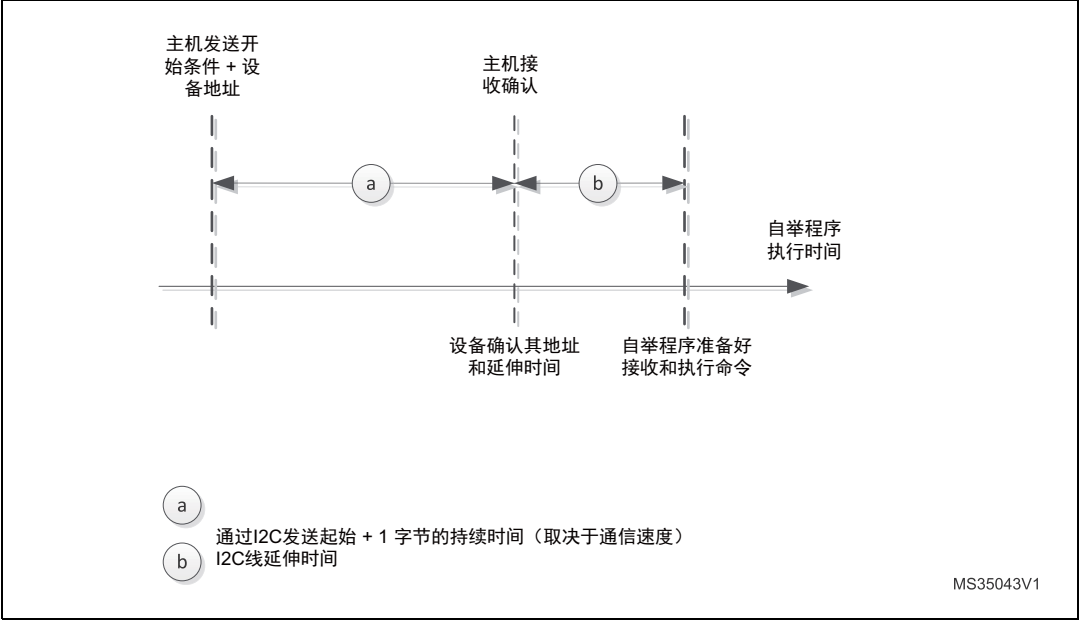 主机发送开
始条件 + 设
备地址
主机接
收确认
a
b
自举程序
执行时间
设备确认其地址
和延伸时间
自举程序准备好
接收和执行命令
a
通过I2C发送起始 + 1 字节的持续时间（取决于通信速度）
b
I2C线延伸时间
MS35043V1